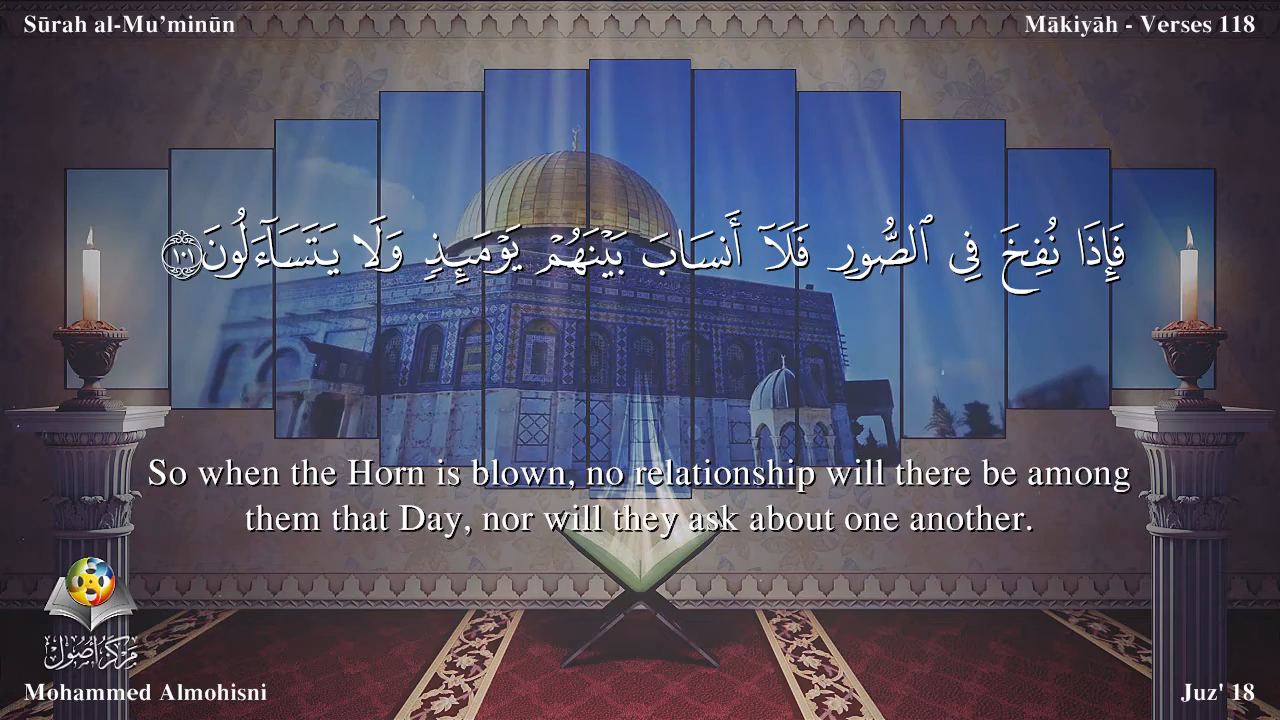 Sūrah al-Mu’minūn
Mākiyāh - Verses 118
فَإِذَا نُفِخَ فِى ٱلصُّورِ فَلَآ أَنسَابَ بَيْنَهُمْ يَوْمَئِذٍ وَلَا يَتَسَآءَلُونَ ١٠١
So when the Horn is blown, no relationship will there be among
them that Day, nor will they ask about one another.
مركز أصول
Mohammed Almohisni
Juz' 18